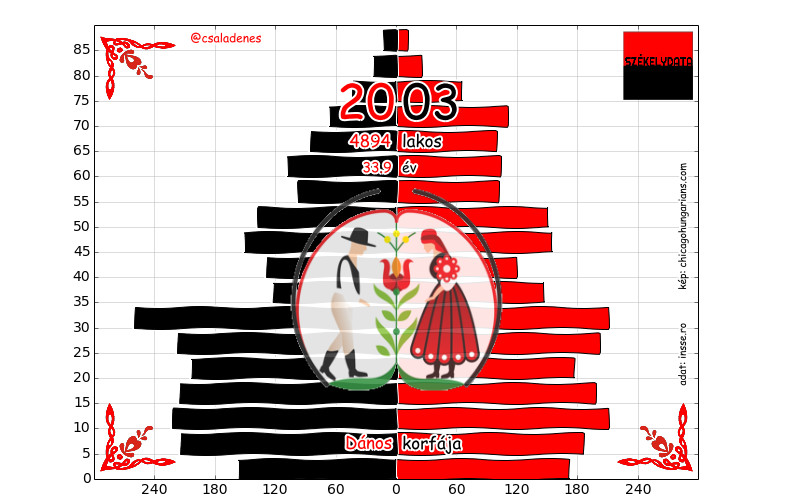 @csaladenes
SZÉKELYDATA
2003
4894 lakos
33.9 év
kép: chicagohungarians.com
adat: insse.ro
Dános korfája
85
80
75
70
65
60
55
50
45
40
35
30
25
20
15
10
5
0
240 180 120 60 0 60 120 180 240